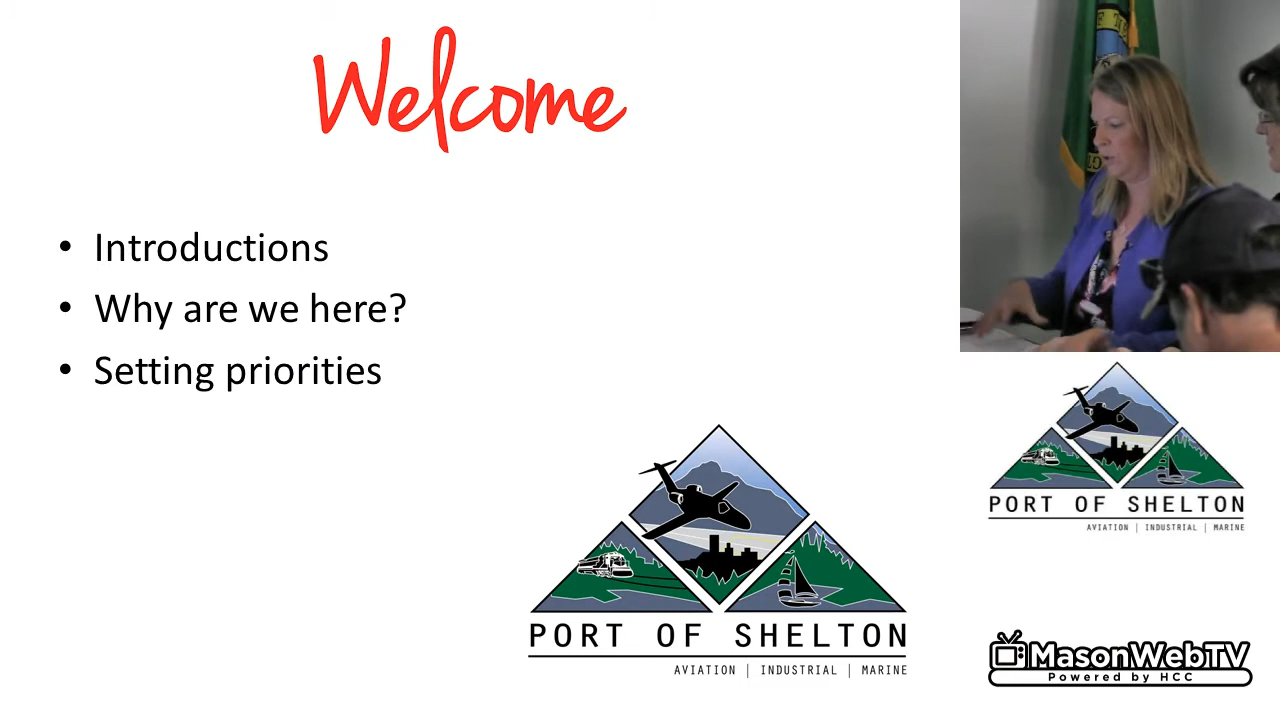 Welcome
• Introductions
• Why are we here?
• Setting priorities
PORT OF SHELTON
AVIATION | INDUSTRIAL | MARINE
PORT OF SHELTON
AVIATION | INDUSTRIAL | MARINE
MasonWebTV
Powered by HCC